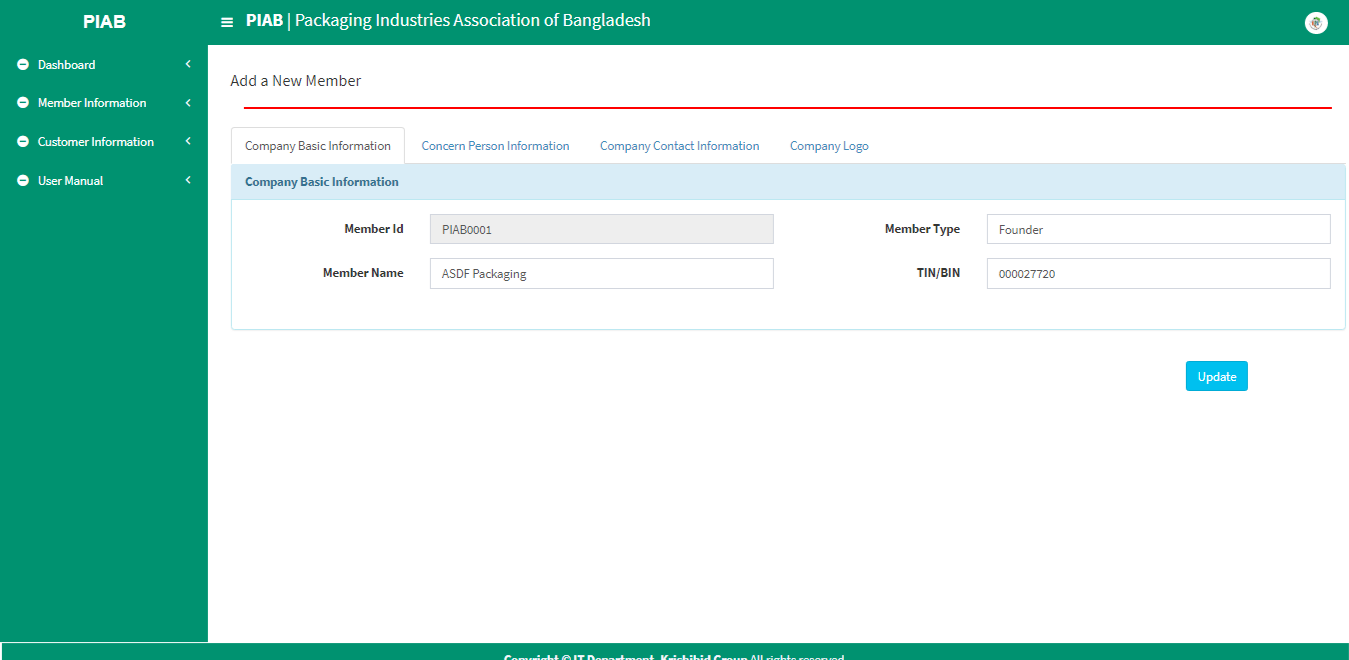 PIAB
PIAB | Packaging Industries Association of Bangladesh
Dashboard
Member Information
Customer Information
User Manual
Add a New Member
Company Basic Information
Concern Person Information
Company Contact Information
Company Logo
Company Basic Information
Member Id
PIAB0001
Member Type
Founder
Member Name
ASDF Packaging
TIN/BIN
000027720
Update
Copyright © IT Department, Krishibid Group All rights reserved